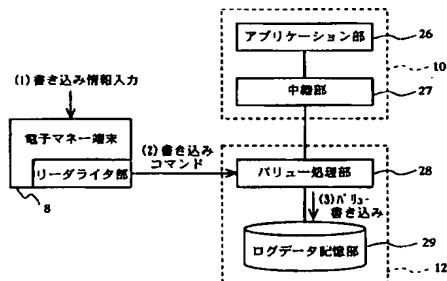 アプリケーション部
26
10
(1)書き込み情報入力
中継部
27
電子マネー端末
(2)書き込み
コマンド
リーダライタ部
バリュー処理部
28
8
(3)バリュー
書き込み
ログデータ記憶部
29
12